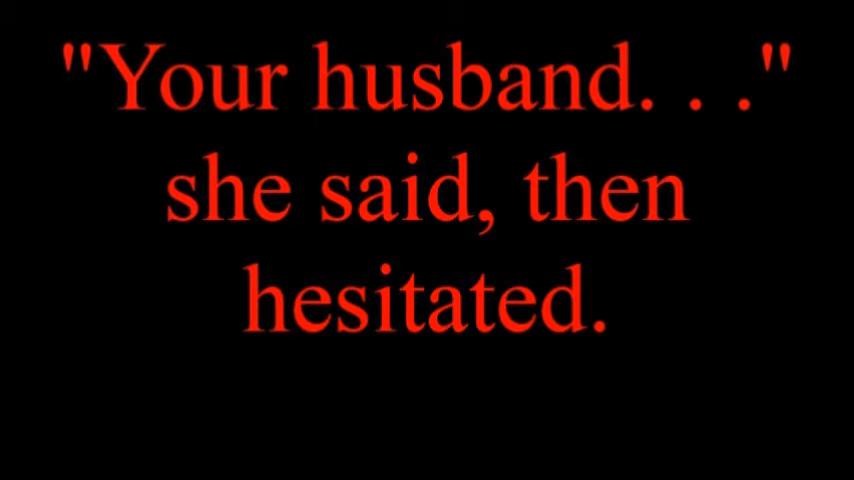 "Your husband. . ."
she said, then
hesitated.